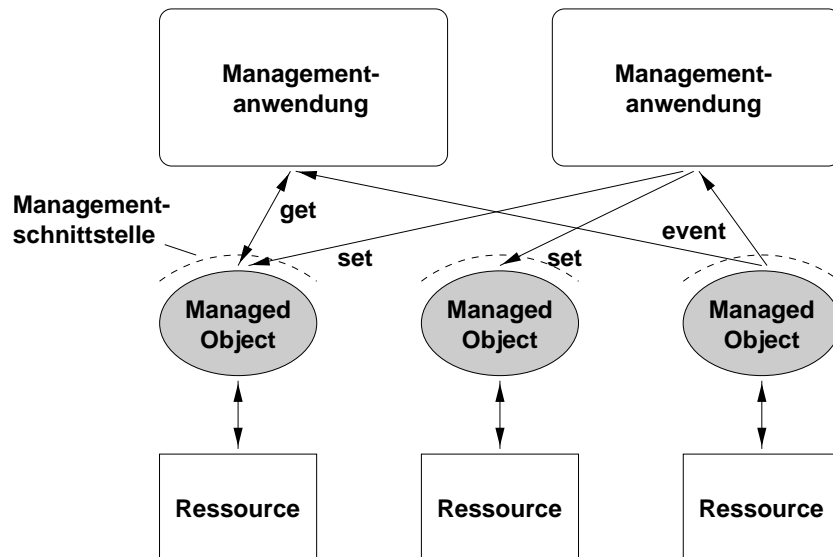 Management-
anwendung
Management-
anwendung
Management-
schnittstelle
get
set
set
event
Managed
Object
Managed
Object
Managed
Object
Ressource
Ressource
Ressource